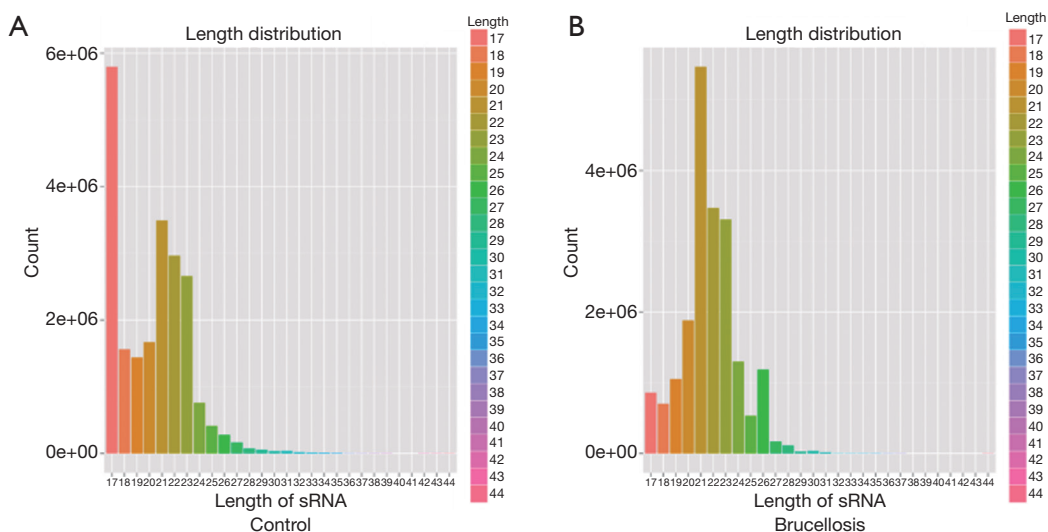 A
Length distribution
Length
17
18
19
20
21
22
23
24
25
26
27
28
29
30
31
32
33
34
35
36
37
38
39
40
41
42
43
44
6e+06
4e+06
2e+06
0e+00
Count
17 18 19 20 21 22 23 24 25 26 27 28 29 30 31 32 33 34 35 36 37 38 39 40 41 42 43 44
Length of sRNA
Control
B
Length distribution
Length
17
18
19
20
21
22
23
24
25
26
27
28
29
30
31
32
33
34
35
36
37
38
39
40
41
42
43
44
4e+06
2e+06
0e+00
Count
17 18 19 20 21 22 23 24 25 26 27 28 29 30 31 32 33 34 35 36 37 38 39 40 41 42 43 44
Length of sRNA
Brucellosis